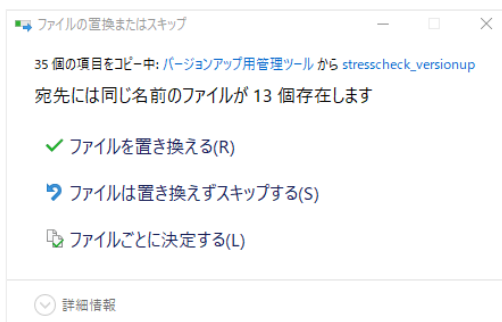 ファイルの置換またはスキップ
35 個の項目をコピー中: バージョンアップ用管理ツール から stresscheck_versionup
宛先には同じ名前のファイルが 13 個存在します
ファイルを置き換える(R)
ファイルは置き換えずスキップする(S)
ファイルごとに決定する(L)
詳細情報